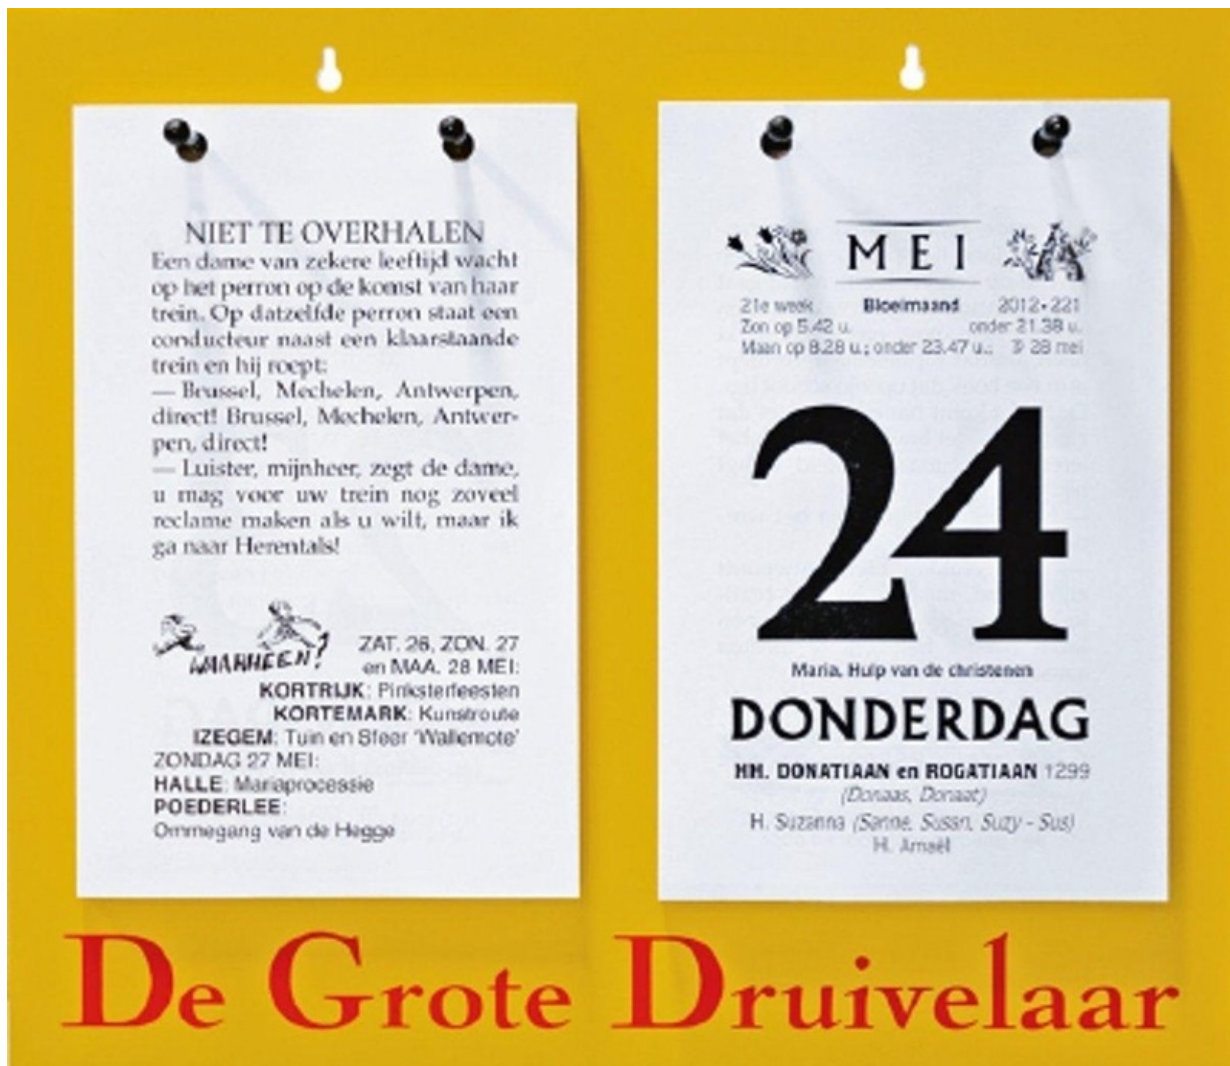 NIET TE OVERHALEN
Een dame van zekere leeftijd wacht
op het perron op de komst van haar
trein. Op datzelfde perron staat een
conducteur naast een klaarstaande
trein en hij roept:
— Brussel, Mechelen, Antwerpen,
direct! Brussel, Mechelen, Antwer-
pen, direct!
— Luister, mijnheer, zegt de dame,
u mag voor uw trein nog zoveel
reclame maken als u wilt, maar ik
ga naar Herentals!
WAARHEEN?
ZAT. 26, ZON. 27
en MAA. 28 MEI:
KORTRIJK: Pinksterfeesten
KORTEMARK: Kunstroute
IZEGEM: Tuin en Sfeer 'Wallemote'
ZONDAG 27 MEI:
HALLE: Mariaprocessie
POEDERLEE:
Ommegang van de Hegge
MEI
21e week Bloeimaand 2012-221
Zon op 5.42 u. onder 21.38 u.
Maan op 8.28 u.; onder 23.47 u.; 28 mei
24
Maria, Hulp van de christenen
DONDERDAG
HH. DONATIAAN en ROGATIAAN 1299
(Donaas, Donaat)
H. Suzanna (Sanne, Susan, Suzy - Sus)
H. Amaël
De Grote Druivelaar